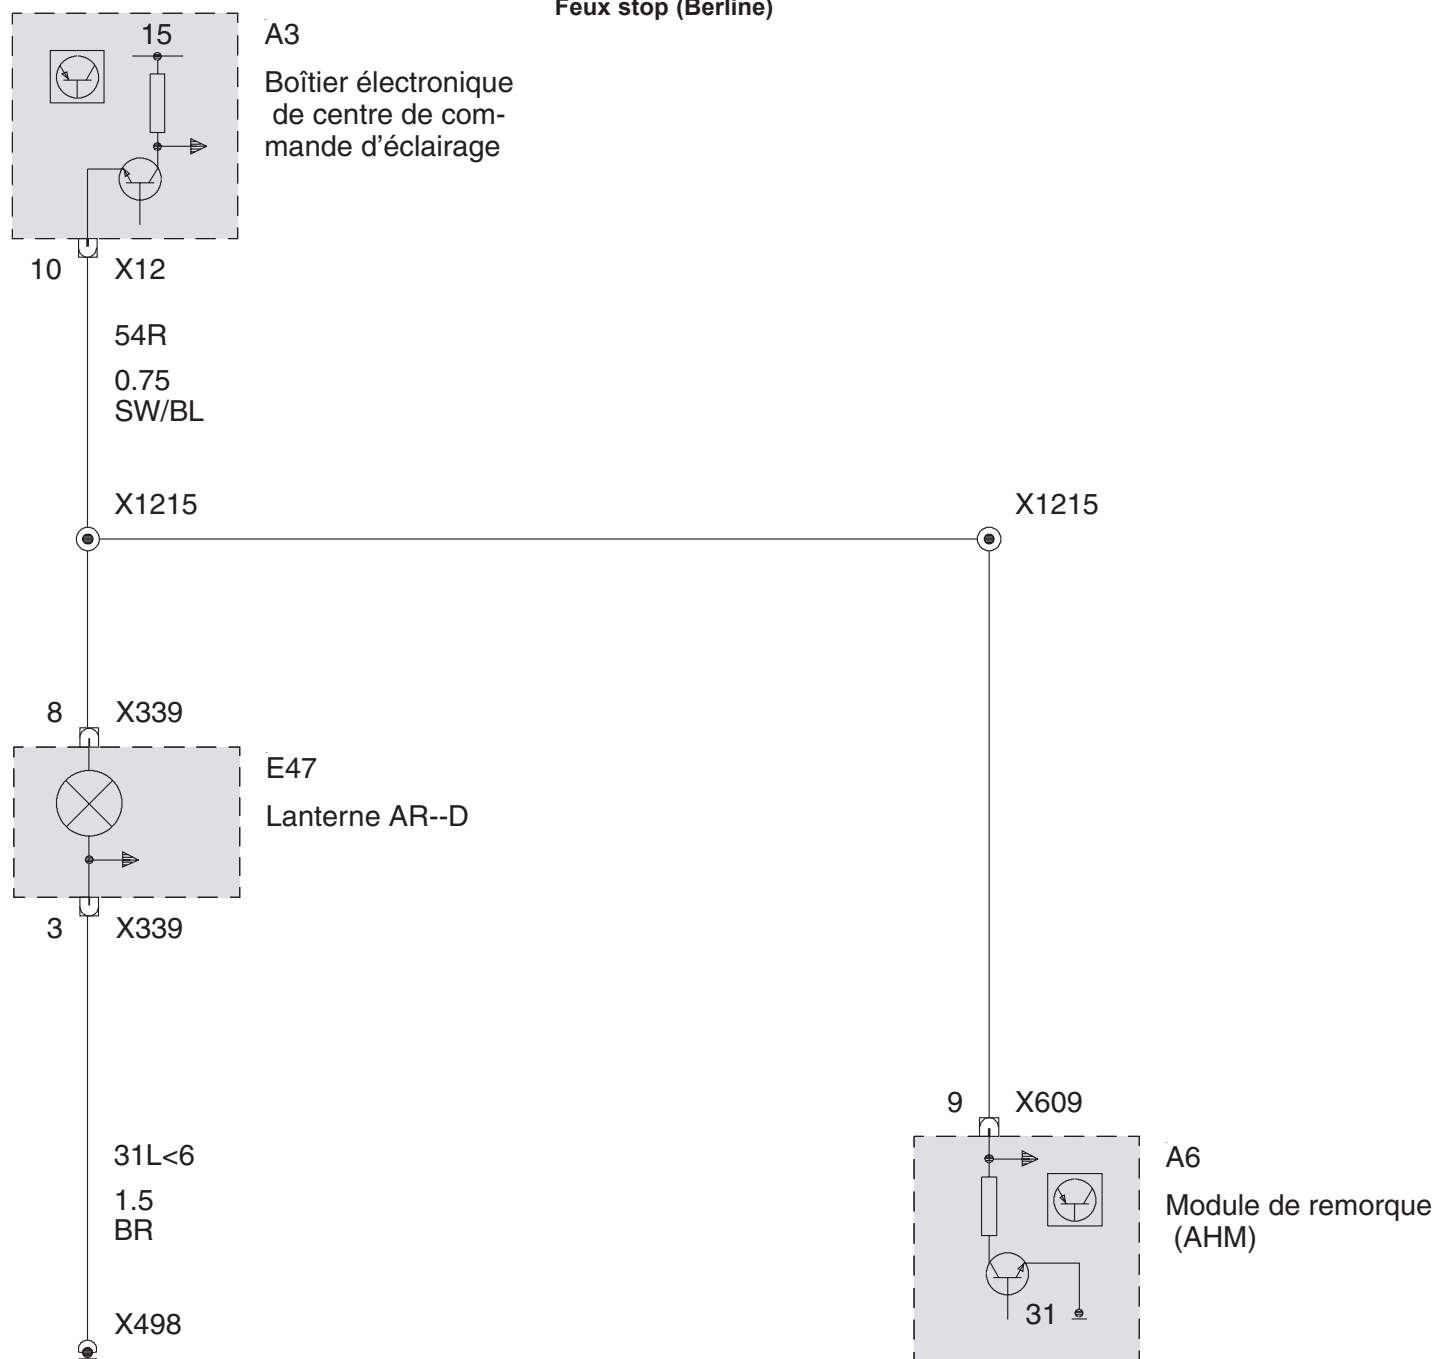 Feux stop (Berline)
15
A3
Boîtier électronique
de centre de com-
mande d'éclairage
10
X12
54R
0.75
SW/BL
X1215
X1215
8
X339
E47
Lanterne AR--D
3
X339
9
X609
31L<6
A6
1.5
BR
Module de remorque
(AHM)
31
X498